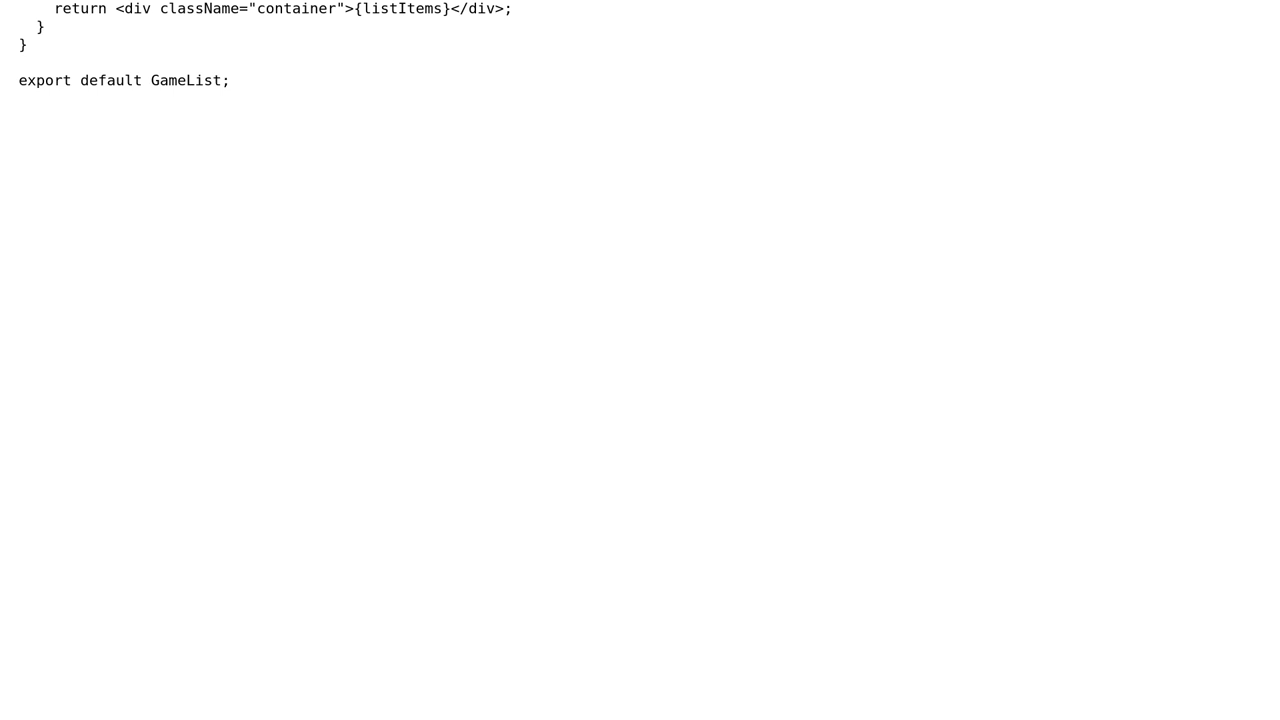 return <div className="container">{listItems}</div>;
  }
}

export default GameList;